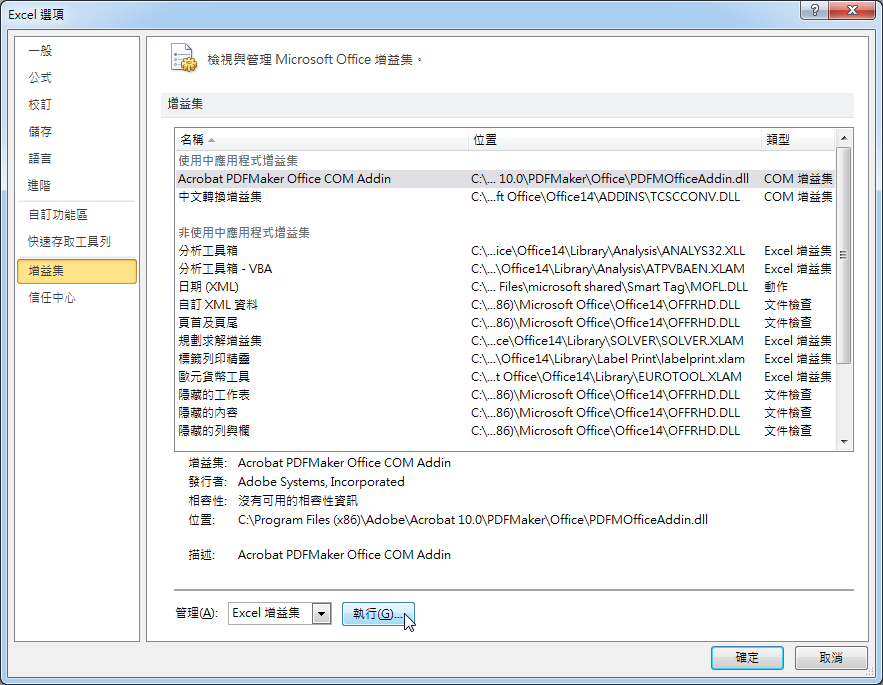 Excel 選項
一般
公式
校訂
儲存
語言
進階
自訂功能區
快速存取工具列
增益集
信任中心
檢視與管理 Microsoft Office 增益集。
增益集
名稱 位置 類型
使用中應用程式增益集
Acrobat PDFMaker Office COM Addin C:\... 10.0\PDFMaker\Office\PDFMOfficeAddin.dll COM 增益集
中文轉換增益集 C:\...ft Office\Office14\ADDINS\TCSCCONV.DLL COM 增益集
非使用中應用程式增益集
分析工具箱 C:\...ice\Office14\Library\Analysis\ANALYS32.XLL Excel 增益集
分析工具箱 - VBA C:\...\Office14\Library\Analysis\ATPVBAEN.XLAM Excel 增益集
日期 (XML) C:\... Files\microsoft shared\Smart Tag\MOFL.DLL 動作
自訂 XML 資料 C:\...86)\Microsoft Office\Office14\OFFRHD.DLL 文件檢查
頁首及頁尾 C:\...86)\Microsoft Office\Office14\OFFRHD.DLL 文件檢查
規劃求解增益集 C:\...ce\Office14\Library\SOLVER\SOLVER.XLAM Excel 增益集
標籤列印精靈 C:\...\Office14\Library\Label Print\labelprint.xlam Excel 增益集
歐元貨幣工具 C:\...t Office\Office14\Library\EUROTOOL.XLAM Excel 增益集
隱藏的工作表 C:\...86)\Microsoft Office\Office14\OFFRHD.DLL 文件檢查
隱藏的內容 C:\...86)\Microsoft Office\Office14\OFFRHD.DLL 文件檢查
隱藏的列與欄 C:\...86)\Microsoft Office\Office14\OFFRHD.DLL 文件檢查
增益集: Acrobat PDFMaker Office COM Addin
發行者: Adobe Systems, Incorporated
相容性: 沒有可用的相容性資訊
位置: C:\Program Files (x86)\Adobe\Acrobat 10.0\PDFMaker\Office\PDFMOfficeAddin.dll
描述: Acrobat PDFMaker Office COM Addin
管理(A): Excel 增益集 執行(G)...
確定 取消